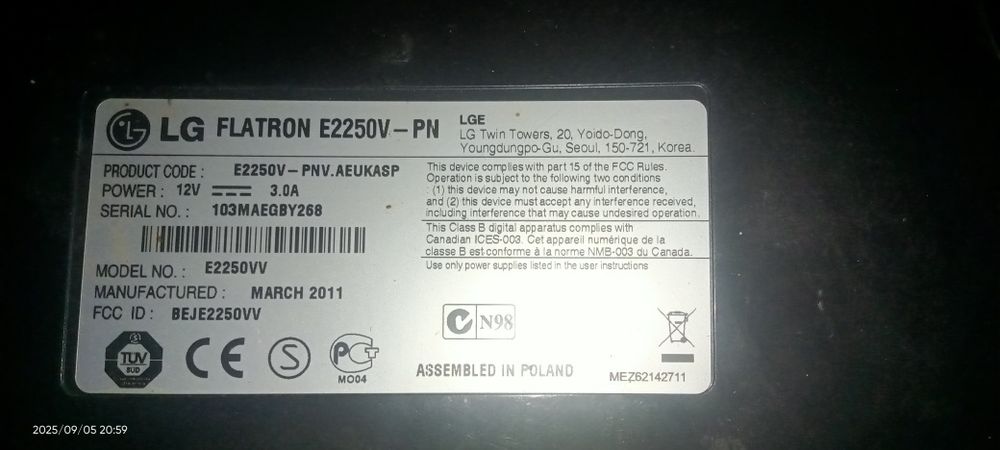 LG FLATRON E2250V-PN
LGE
LG Twin Towers, 20, Yoido-Dong,
Youngdungpo-Gu, Seoul, 150-721, Korea.
PRODUCT CODE : E2250V-PNV.AEUKASP
POWER : 12V 3.0A
SERIAL NO. : 103MAEGBY268
MODEL NO. : E2250VV
MANUFACTURED : MARCH 2011
FCC ID : BEJE2250VV
This device complies with part 15 of the FCC Rules.
Operation is subject to the following two conditions
: (1) this device may not cause harmful interference,
and (2) this device must accept any interference received,
including interference that may cause undesired operation.
This Class B digital apparatus complies with
Canadian ICES-003. Cet appareil numérique de la
classe B est conforme à la norme NMB-003 du Canada.
Use only power supplies listed in the user instructions
N98
TUV
SUD
CE
S
PCT
MO04
ASSEMBLED IN POLAND
MEZ62142711
2025/09/05 20:59